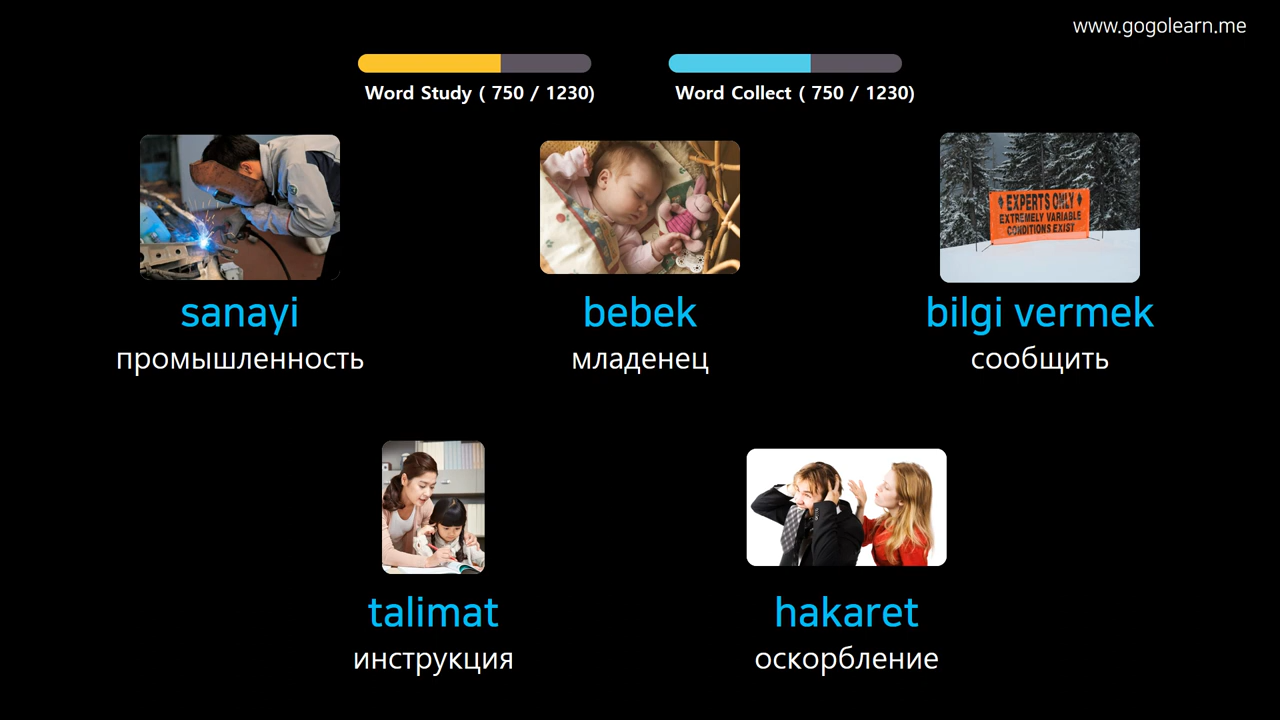 www.gogolearn.me
Word Study ( 750 / 1230)
Word Collect ( 750 / 1230)
EXPERTS ONLY
EXTREMELY VARIABLE
CONDITIONS EXIST
sanayi
bebek
bilgi vermek
промышленность
младенец
сообщить
talimat
hakaret
инструкция
оскорбление